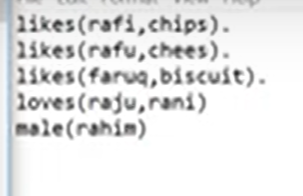 likes(rafi,chips).
likes(rafu,chees).
likes(faruq,biscuit).
loves(raju,rani)
male(rahim)